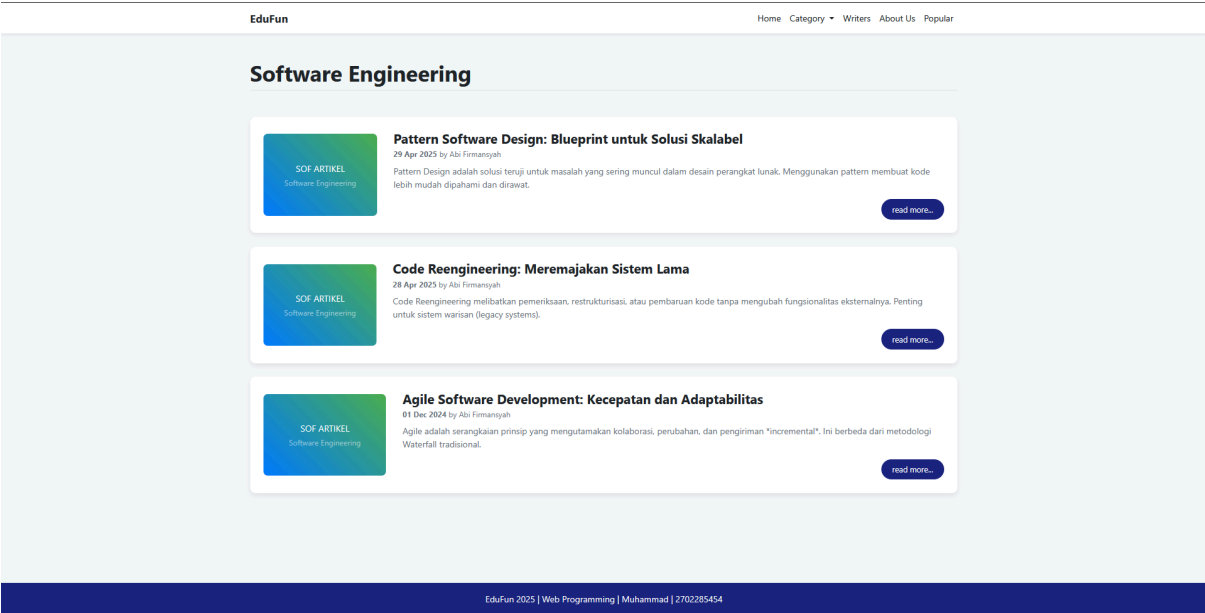 EduFun
Home Category Writers About Us Popular
Software Engineering
SOF ARTIKEL
Software Engineering
Pattern Software Design: Blueprint untuk Solusi Skalabel
29 Apr 2025 by Abi Firmansyah
Pattern Design adalah solusi teruji untuk masalah yang sering muncul dalam desain perangkat lunak. Menggunakan pattern membuat kode
lebih mudah dipahami dan dirawat.
read more...
SOF ARTIKEL
Software Engineering
Code Reengineering: Meremajakan Sistem Lama
28 Apr 2025 by Abi Firmansyah
Code Reengineering melibatkan pemeriksaan, restrukturisasi, atau pembaruan kode tanpa mengubah fungsionalitas eksternalnya. Penting
untuk sistem warisan (legacy systems).
read more...
SOF ARTIKEL
Software Engineering
Agile Software Development: Kecepatan dan Adaptabilitas
01 Dec 2024 by Abi Firmansyah
Agile adalah serangkaian prinsip yang mengutamakan kolaborasi, perubahan, dan pengiriman *incremental*. Ini berbeda dari metodologi
Waterfall tradisional.
read more...
EduFun 2025 | Web Programming | Muhammad | 2702285454